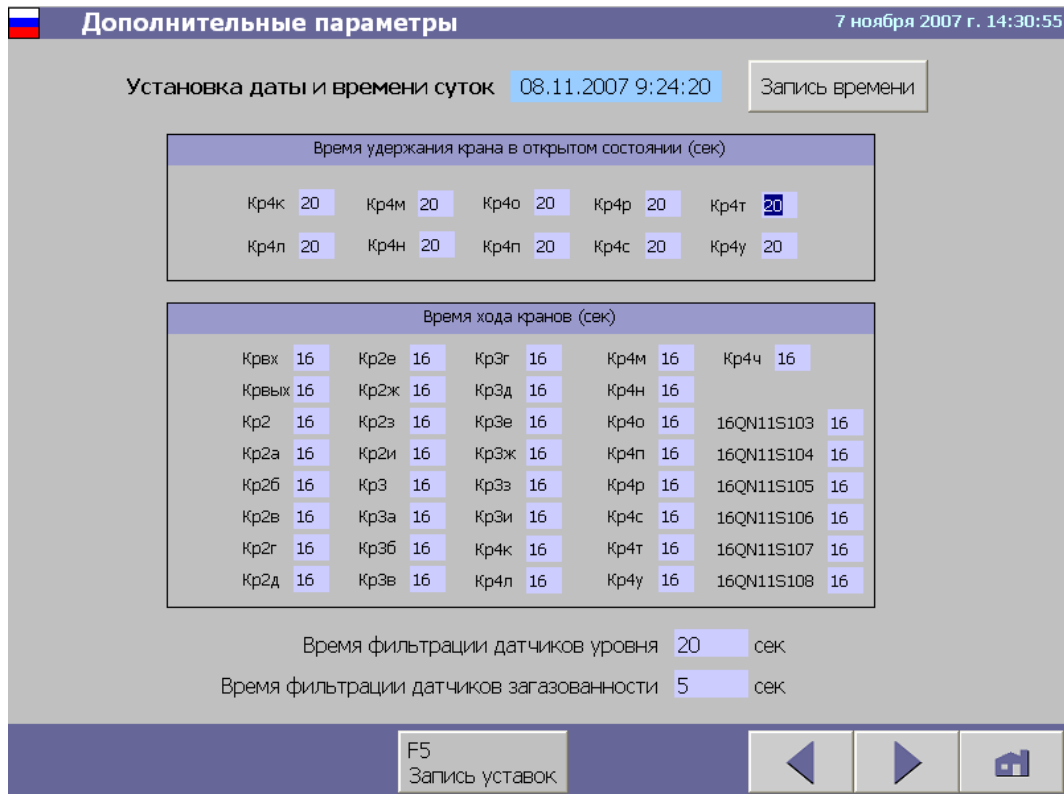 Дополнительные параметры 7 ноября 2007 г. 14:30:55
Установка даты и времени суток 08.11.2007 9:24:20 Запись времени
Время удержания крана в открытом состоянии (сек)
Кр4к 20 Кр4м 20 Кр4о 20 Кр4р 20 Кр4т 20
Кр4л 20 Кр4н 20 Кр4п 20 Кр4с 20 Кр4у 20
Время хода кранов (сек)
Крвх 16 Кр2е 16 Кр3г 16 Кр4м 16 Кр4ч 16
Крвых 16 Кр2ж 16 Кр3д 16 Кр4н 16
Кр2 16 Кр2з 16 Кр3е 16 Кр4о 16 16QN11S103 16
Кр2а 16 Кр2и 16 Кр3ж 16 Кр4п 16 16QN11S104 16
Кр2б 16 Кр3 16 Кр3з 16 Кр4р 16 16QN11S105 16
Кр2в 16 Кр3а 16 Кр3и 16 Кр4с 16 16QN11S106 16
Кр2г 16 Кр3б 16 Кр4к 16 Кр4т 16 16QN11S107 16
Кр2д 16 Кр3в 16 Кр4л 16 Кр4у 16 16QN11S108 16
Время фильтрации датчиков уровня 20 сек
Время фильтрации датчиков загазованности 5 сек
F5
Запись уставок